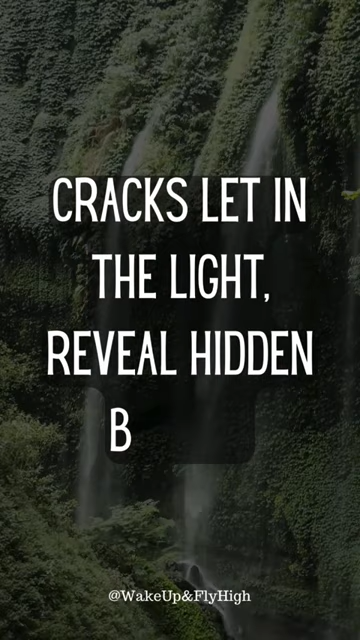 CRACKS LET IN
THE LIGHT,
REVEAL HIDDEN
B
@WakeUp&FlyHigh